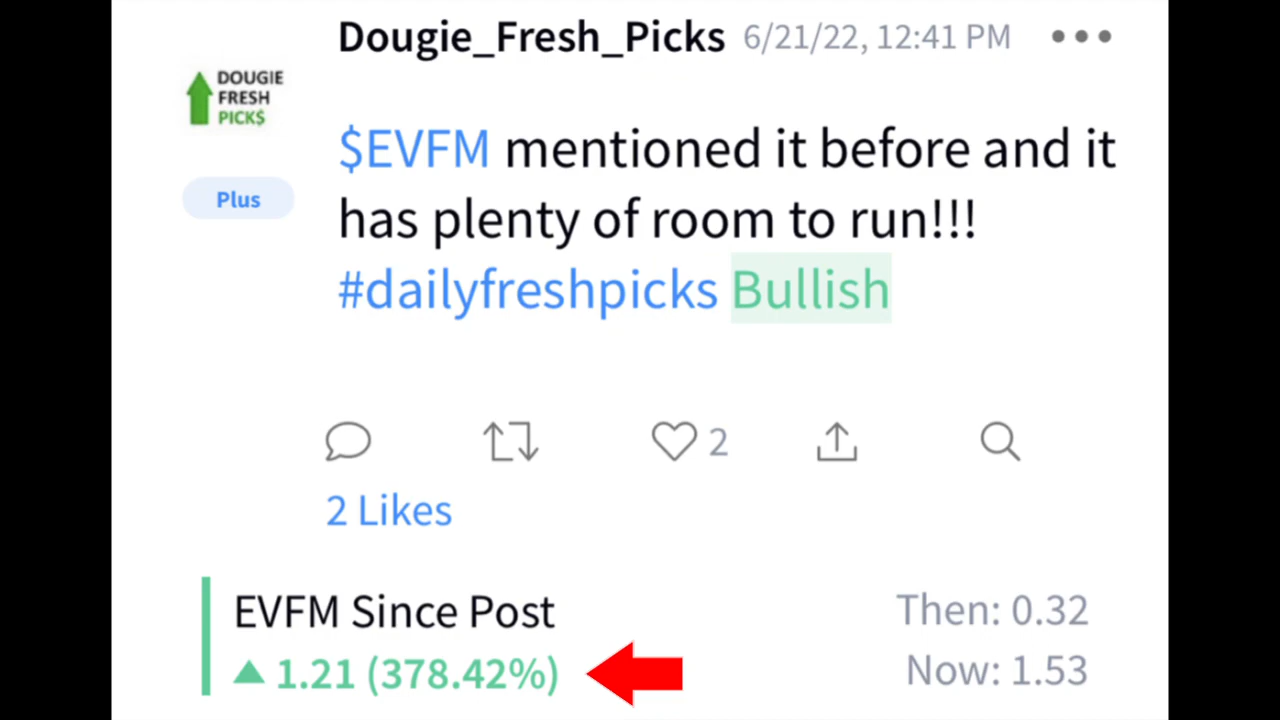 Dougie_Fresh_Picks 6/21/22, 12:41 PM
DOUGIE
FRESH
PICK$
Plus
$EVFM mentioned it before and it
has plenty of room to run!!!
#dailyfreshpicks Bullish
2
2 Likes
EVFM Since Post
Then: 0.32
▲ 1.21 (378.42%)
Now: 1.53